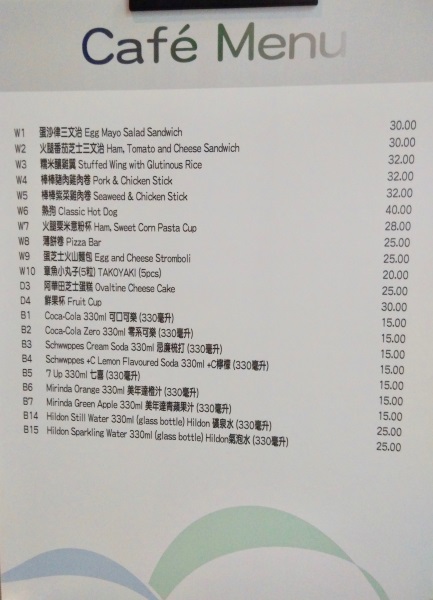 Café Menu
W1 蛋沙律三文治 Egg Mayo Salad Sandwich 30.00
W2 火腿番茄芝士三文治 Ham, Tomato and Cheese Sandwich 30.00
W3 糯米釀雞翼 Stuffed Wing with Glutinous Rice 32.00
W4 棒棒豬肉雞肉卷 Pork & Chicken Stick 32.00
W5 棒棒紫菜雞肉卷 Seaweed & Chicken Stick 32.00
W6 熱狗 Classic Hot Dog 40.00
W7 火腿粟米蔥粉杯 Ham, Sweet Corn Pasta Cup 28.00
W8 薄餅卷 Pizza Bar 25.00
W9 蛋芝士火山麵包 Egg and Cheese Stromboli 25.00
W10 章魚小丸子(5粒) TAKOYAKI (5pcs) 20.00
D3 阿華田芝士蛋糕 Ovaltine Cheese Cake 25.00
D4 鮮果杯 Fruit Cup 30.00
B1 Coca-Cola 330ml 可口可樂 (330毫升) 15.00
B2 Coca-Cola Zero 330ml 零系可樂 (330毫升) 15.00
B3 Schwwppes Cream Soda 330ml 忌廉梳打 (330毫升) 15.00
B4 Schwwppes +C Lemon Flavoured Soda 330ml +C檸檬 (330毫升) 15.00
B5 7 Up 330ml 七喜 (330毫升) 15.00
B6 Mirinda Orange 330ml 美年達橙汁 (330毫升) 15.00
B7 Mirinda Green Apple 330ml 美年達青蘋果汁 (330毫升) 15.00
B14 Hildon Still Water 330ml (glass bottle) Hildon 礦泉水 (330毫升) 25.00
B15 Hildon Sparkling Water 330ml (glass bottle) Hildon氣泡水 (330毫升) 25.00